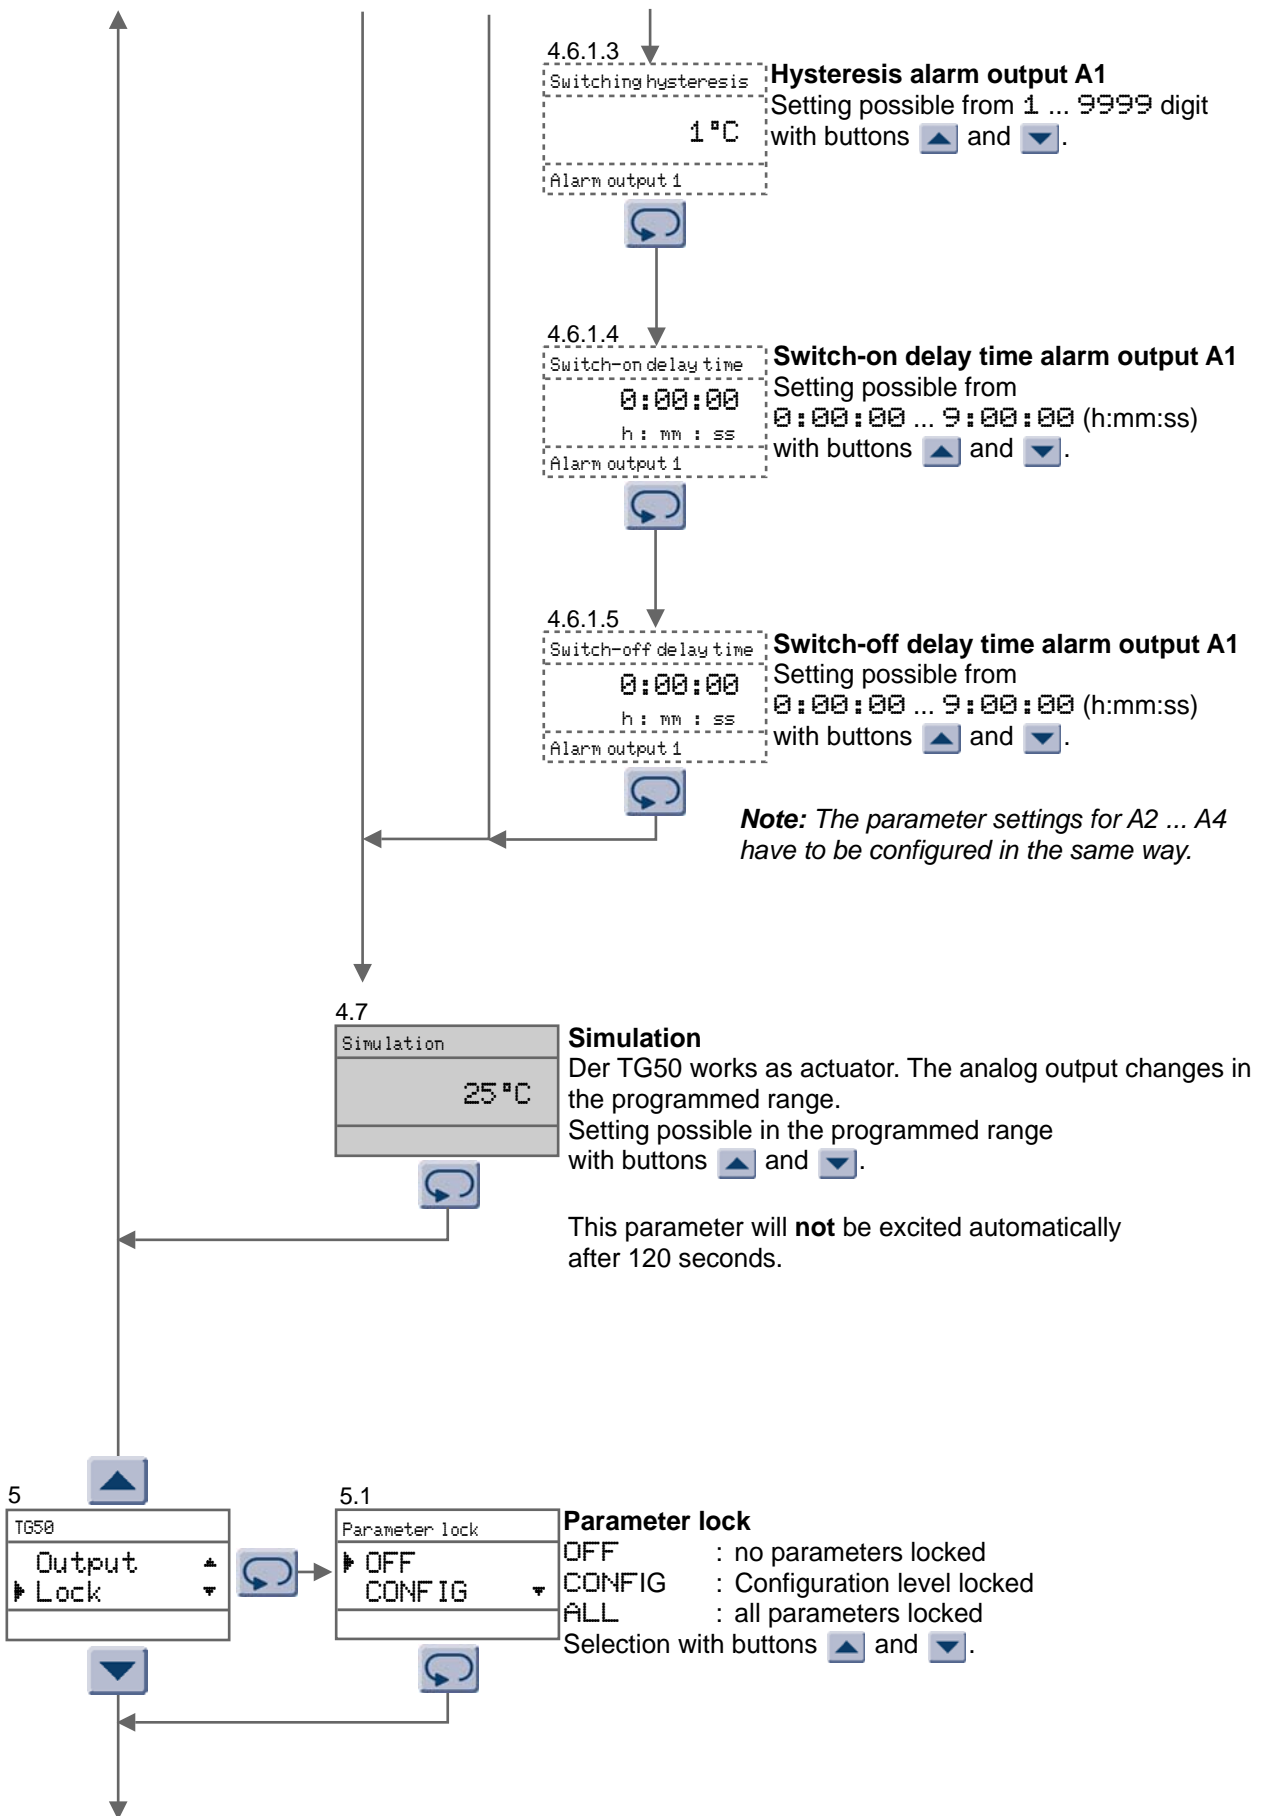 4.6.1.3
Switching hysteresis
1°C
Alarm output 1
Hysteresis alarm output A1
Setting possible from 1 ... 9999 digit
with buttons and .
4.6.1.4
Switch-on delay time
0:00:00
h : mm : ss
Alarm output 1
Switch-on delay time alarm output A1
Setting possible from
0:00:00 ... 9:00:00 (h:mm:ss)
with buttons and .
4.6.1.5
Switch-off delay time
0:00:00
h : mm : ss
Alarm output 1
Switch-off delay time alarm output A1
Setting possible from
0:00:00 ... 9:00:00 (h:mm:ss)
with buttons and .
Note: The parameter settings for A2 ... A4
have to be configured in the same way.
4.7
Simulation
25°C
Simulation
Der TG50 works as actuator. The analog output changes in
the programmed range.
Setting possible in the programmed range
with buttons and .
This parameter will not be excited automatically
after 120 seconds.
5
TG50
Output
Lock
5.1
Parameter lock
OFF
CONFIG
Parameter lock
OFF : no parameters locked
CONFIG : Configuration level locked
ALL : all parameters locked
Selection with buttons and .